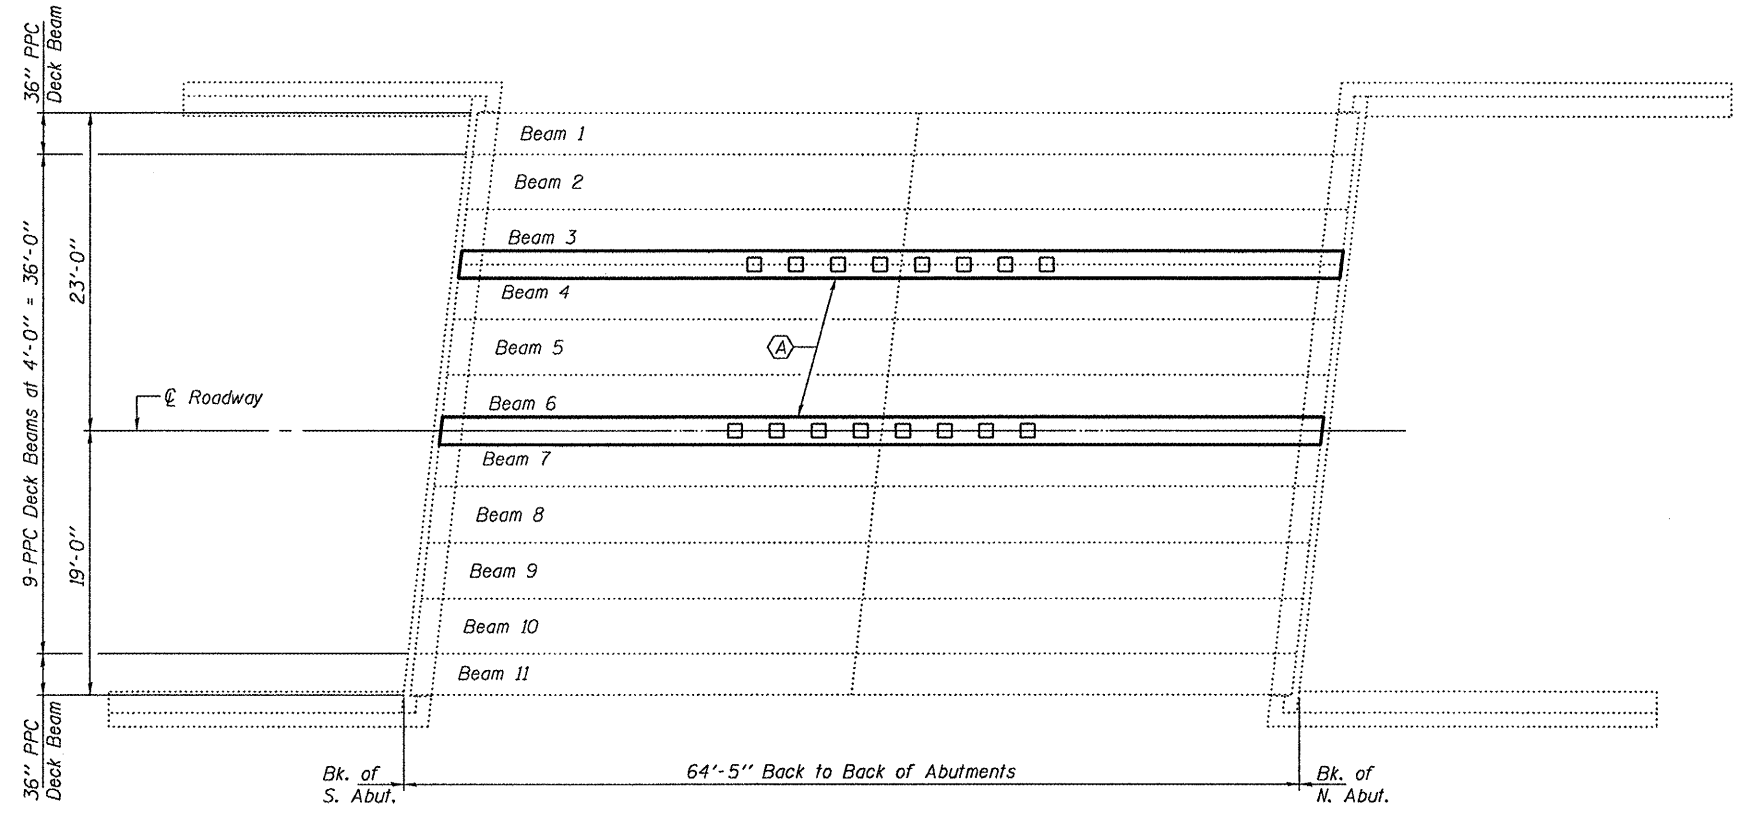 36" PPC
Deck Beam
9-PPC Deck Beams at 4'-0" = 36'-0"
23'-0"
19'-0"
36" PPC
Deck Beam
℄ Roadway
Beam 1
Beam 2
Beam 3
Beam 4
A
Beam 5
Beam 6
Beam 7
Beam 8
Beam 9
Beam 10
Beam 11
Bk. of
S. Abut.
64'-5" Back to Back of Abutments
Bk. of
N. Abut.